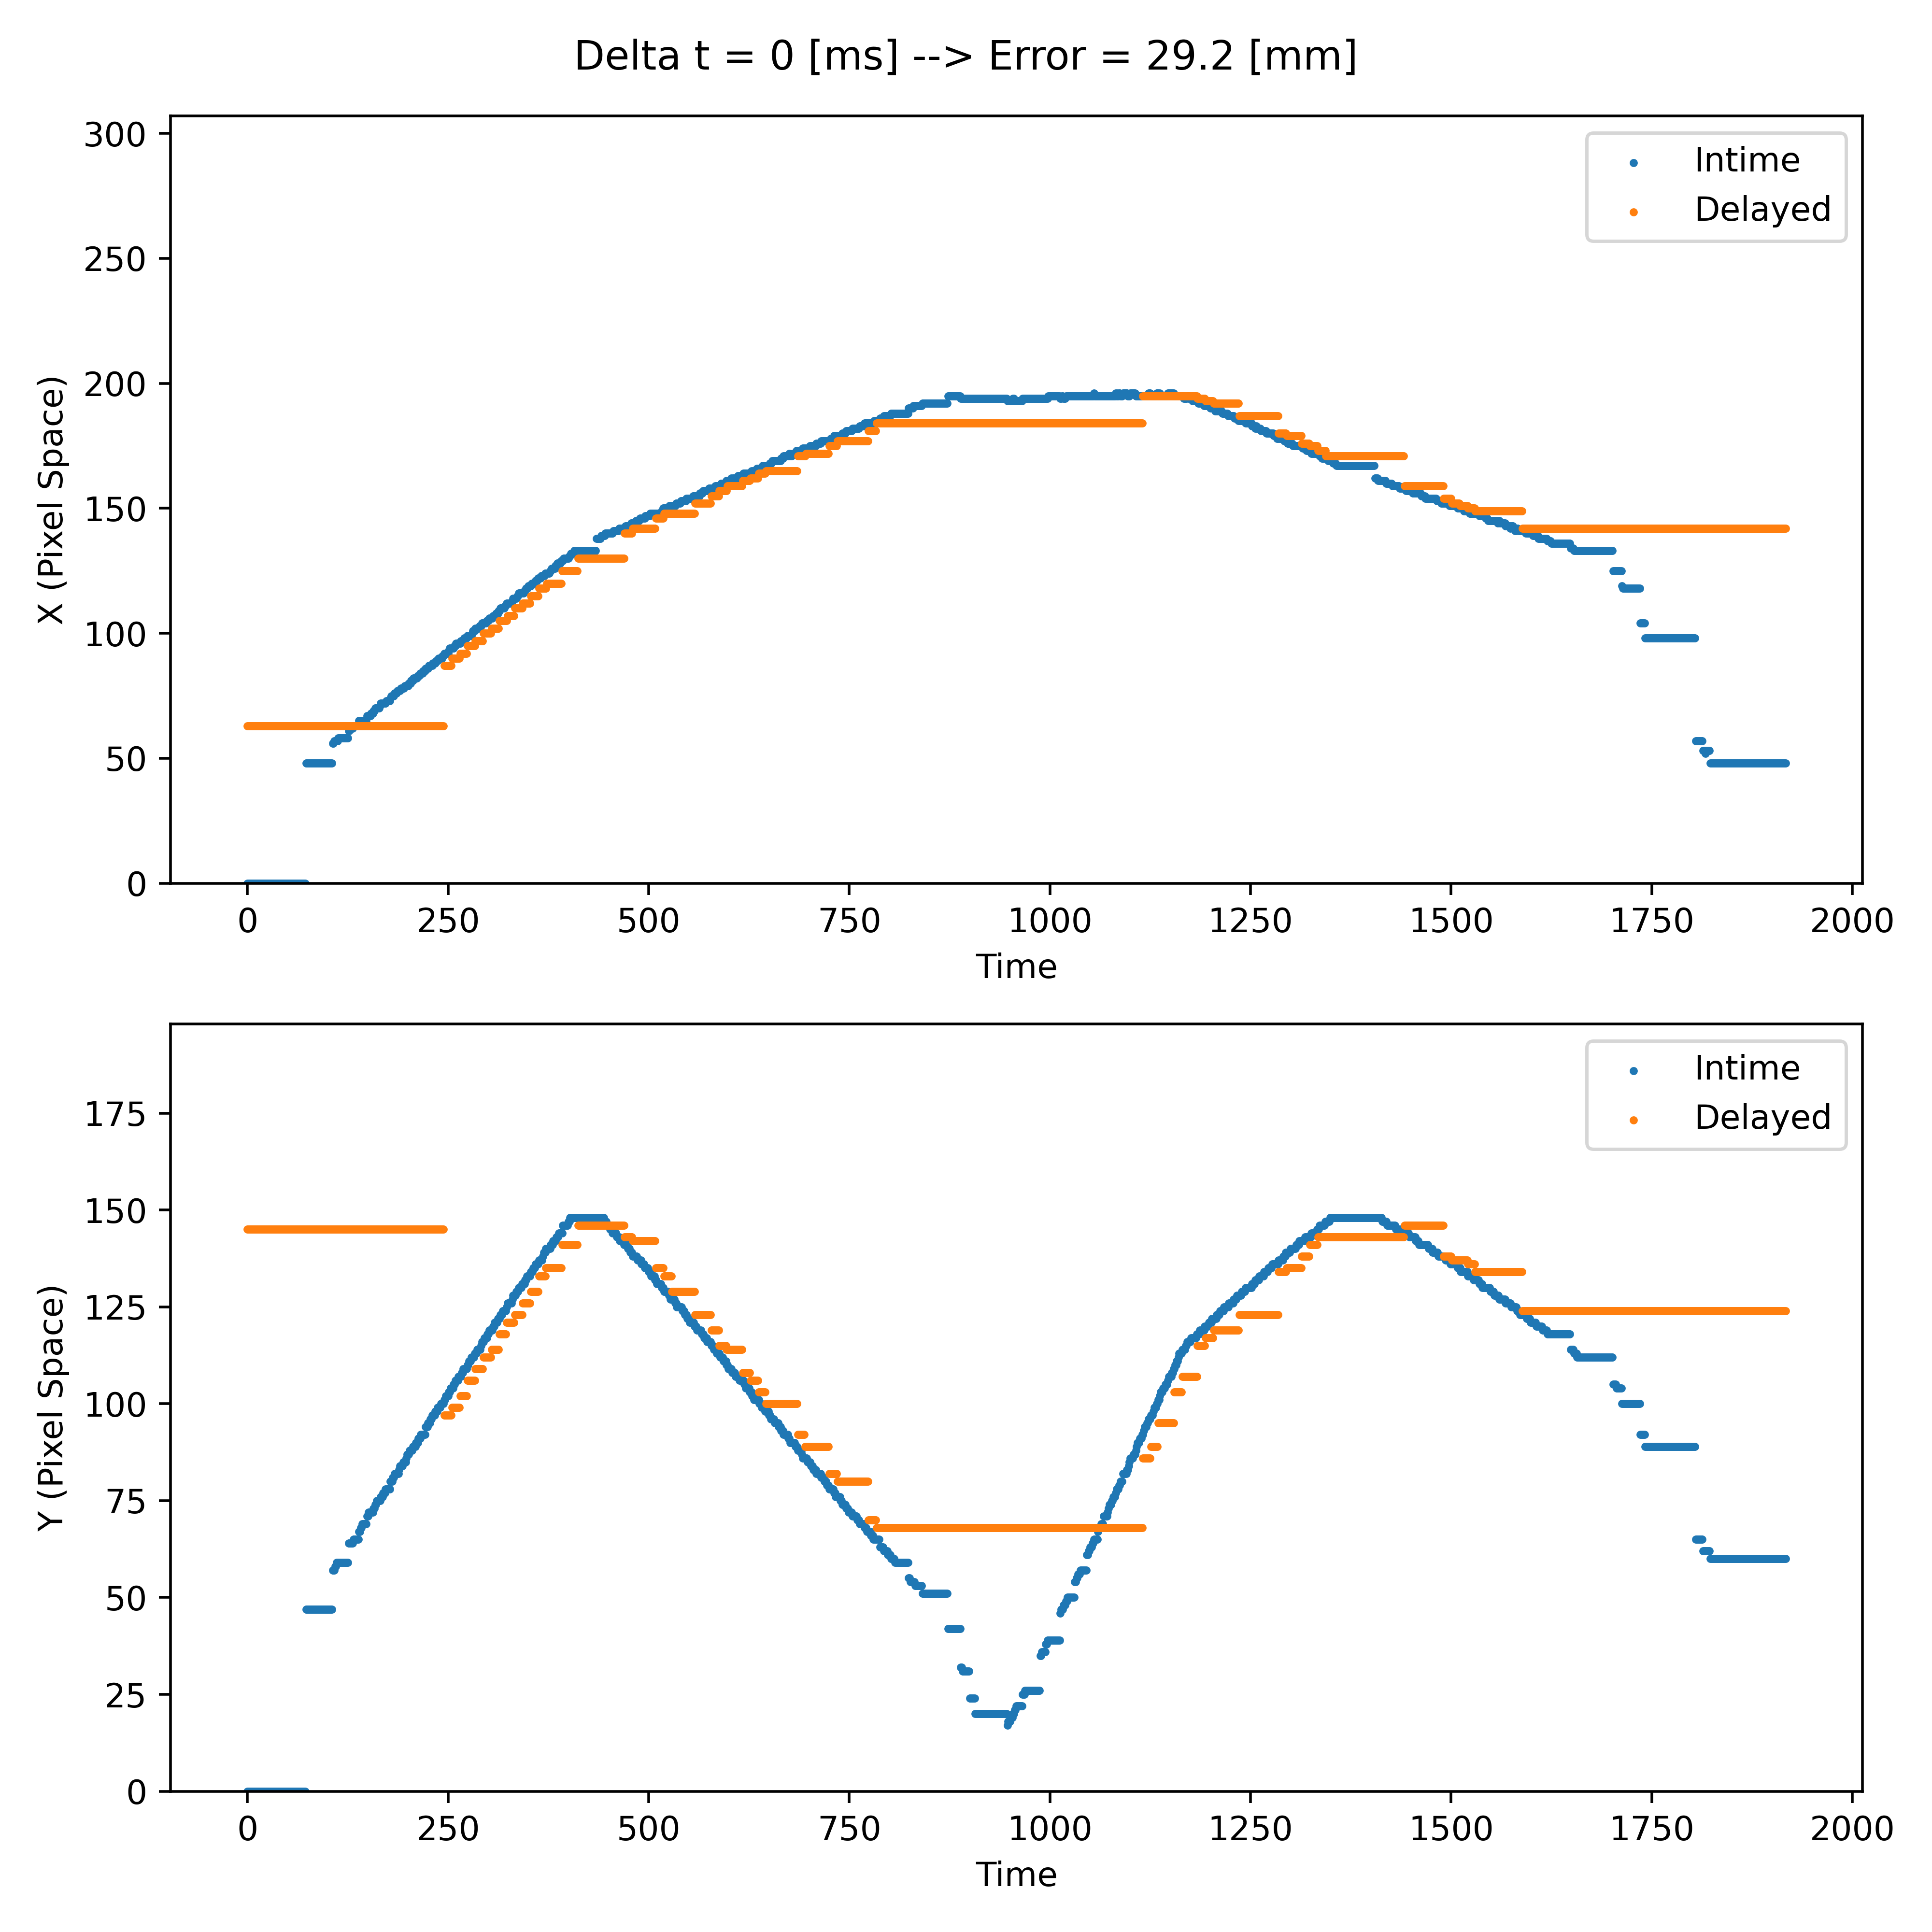 Delta t = 0 [ms] --> Error = 29.2 [mm]
300
250
200
150
100
50
0
X (Pixel Space)
Intime
Delayed
0 250 500 750 1000 1250 1500 1750 2000
Time
175
150
125
100
75
50
25
0
Y (Pixel Space)
Intime
Delayed
0 250 500 750 1000 1250 1500 1750 2000
Time